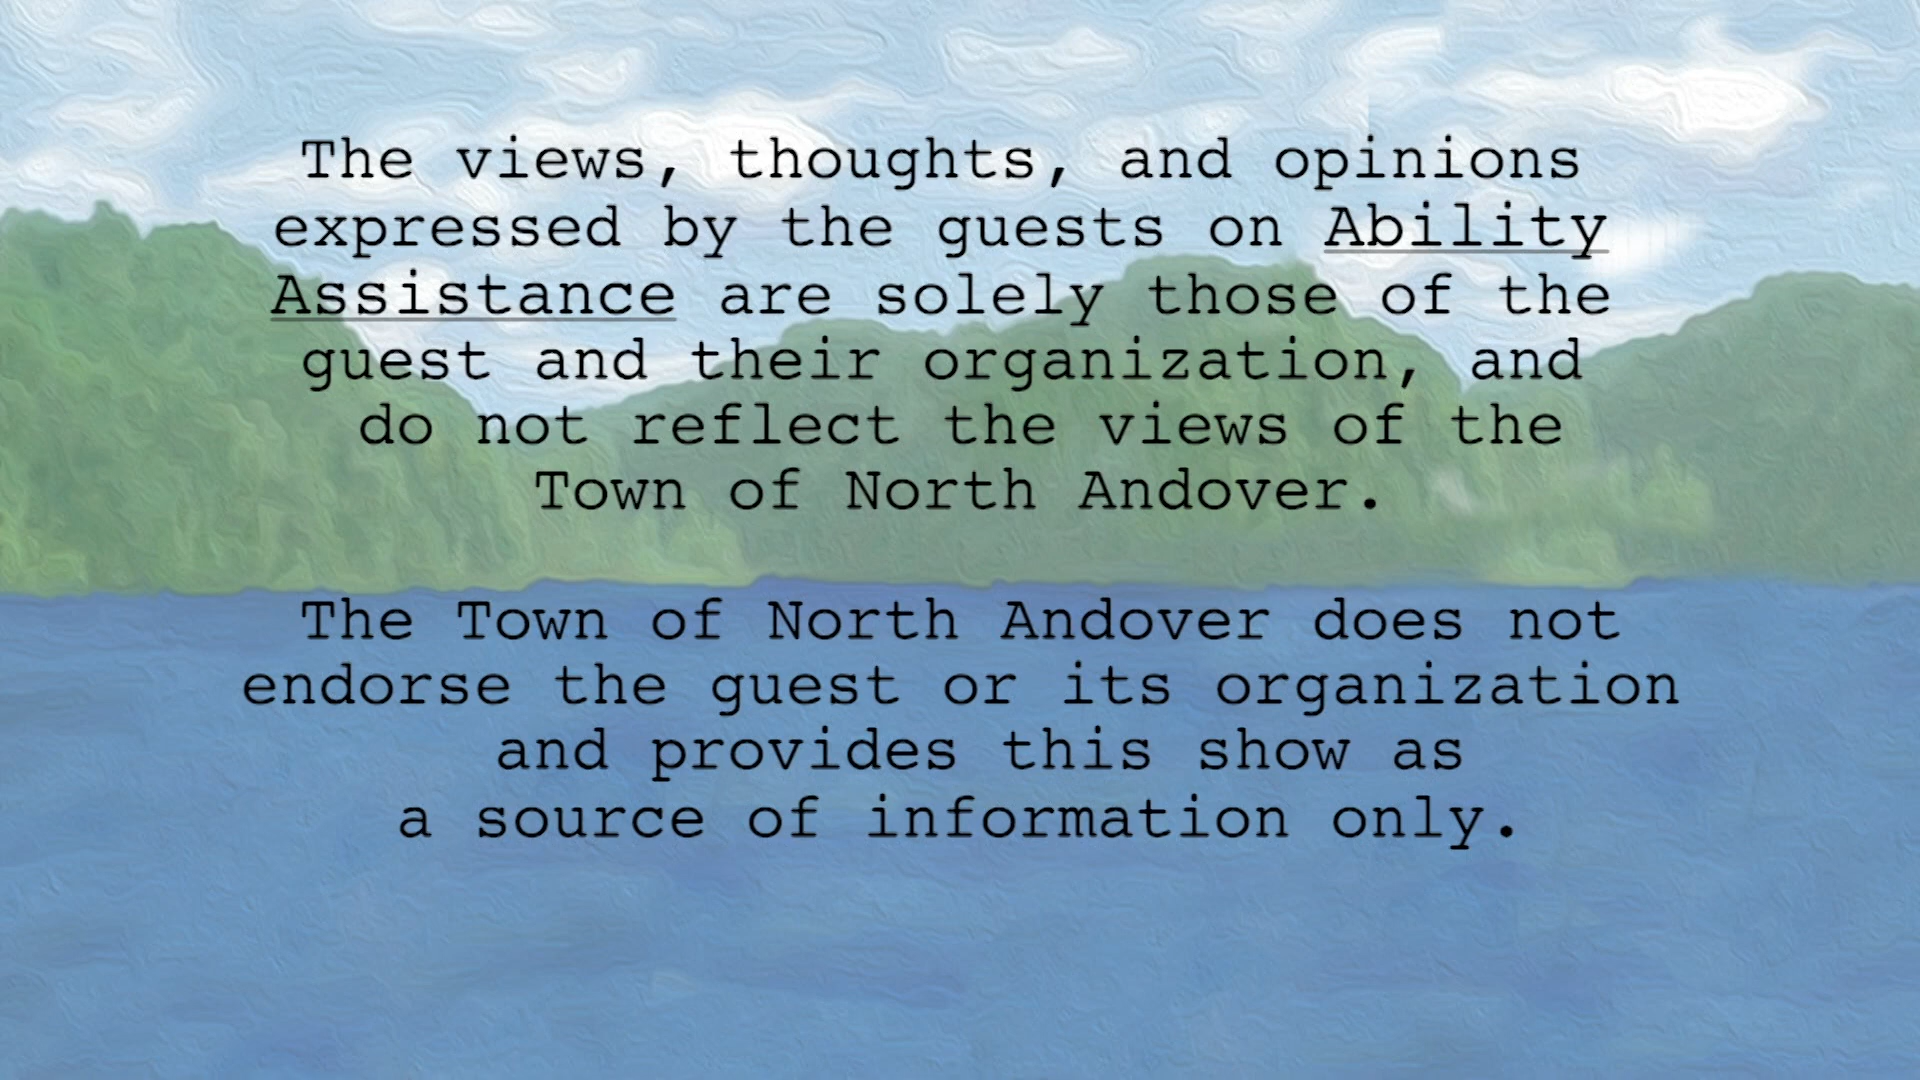 The views, thoughts, and opinions
expressed by the guests on Ability
Assistance are solely those of the
guest and their organization, and
do not reflect the views of the
Town of North Andover.
The Town of North Andover does not
endorse the guest or its organization
and provides this show as
a source of information only.